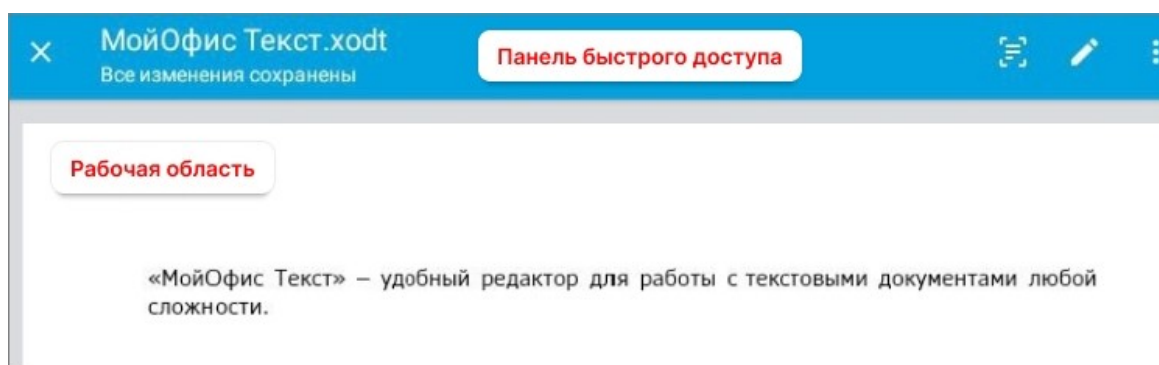 МойОфис Текст.xodt
Все изменения сохранены
Панель быстрого доступа
Рабочая область
«МойОфис Текст» – удобный редактор для работы с текстовыми документами любой
сложности.